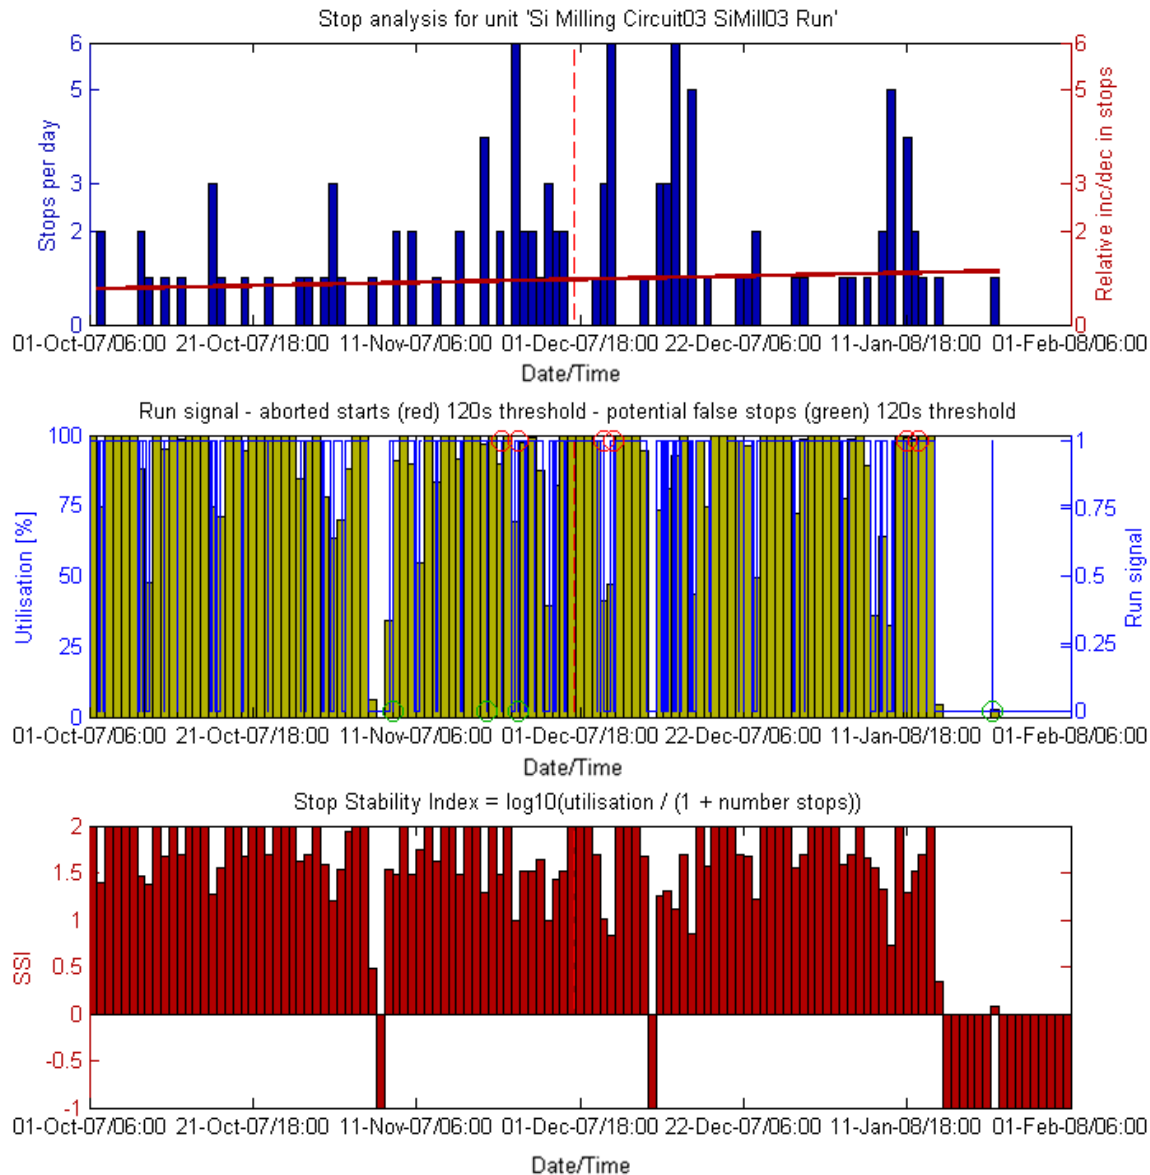 Stop analysis for unit 'Si Milling Circuit03 SiMill03 Run'
6
5
3
2
0
Stops per day
6
5
3
2
0
Relative inc/dec in stops
01-Oct-07/06:00 21-Oct-07/18:00 11-Nov-07/06:00 01-Dec-07/18:00 22-Dec-07/06:00 11-Jan-08/18:00 01-Feb-08/06:00
Date/Time
Run signal - aborted starts (red) 120s threshold - potential false stops (green) 120s threshold
100
75
50
25
0
Utilisation [%]
1
0.75
0.5
0.25
0
Run signal
01-Oct-07/06:00 21-Oct-07/18:00 11-Nov-07/06:00 01-Dec-07/18:00 22-Dec-07/06:00 11-Jan-08/18:00 01-Feb-08/06:00
Date/Time
Stop Stability Index = log10(utilisation / (1 + number stops))
2
1.5
1
0.5
0
-0.5
-1
SSI
01-Oct-07/06:00 21-Oct-07/18:00 11-Nov-07/06:00 01-Dec-07/18:00 22-Dec-07/06:00 11-Jan-08/18:00 01-Feb-08/06:00
Date/Time